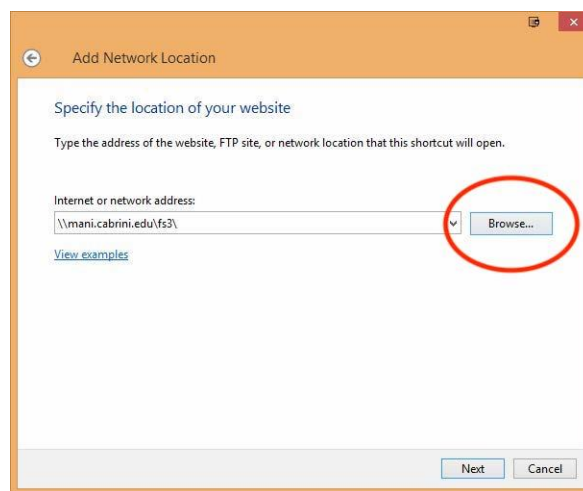 Add Network Location
Specify the location of your website
Type the address of the website, FTP site, or network location that this shortcut will open.
Internet or network address:
\\mani.cabrini.edu\fs3\
Browse...
View examples
Next
Cancel